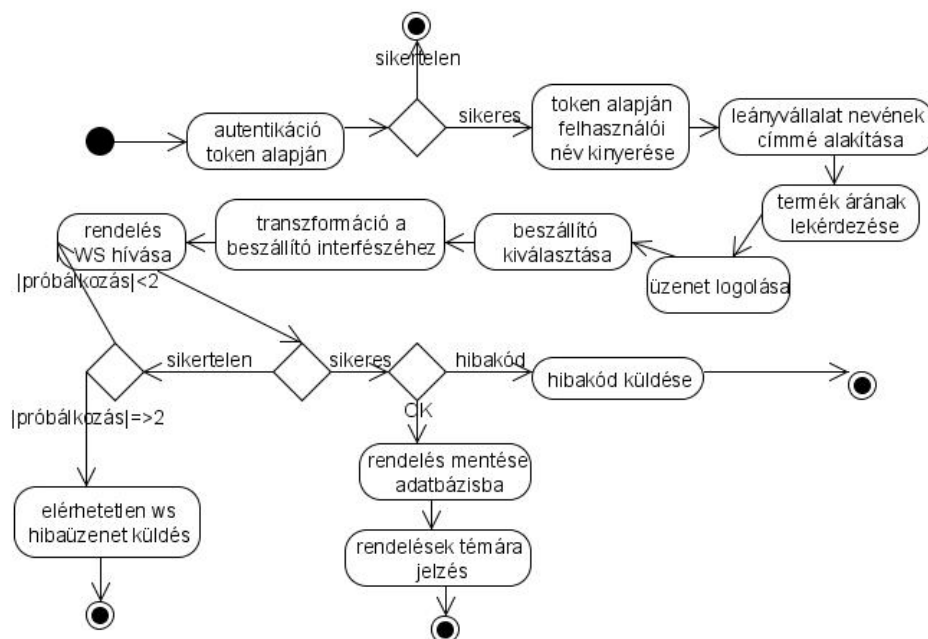 sikertelen
autentikáció
token alapján
sikeres
token alapján
felhasználói
név kinyerése
leányvállalat nevének
címmé alakítása
termék árának
lekérdezése
üzenet logolása
beszállító
kiválasztása
transzformáció a
beszállító interfészéhez
rendelés
WS hívása
|próbálkozás|<2
sikertelen
sikeres
hibakód
hibakód küldése
|próbálkozás|=>2
OK
rendelés mentése
adatbázisba
elérhetetlen ws
hibaüzenet küldés
rendelések témára
jelzés